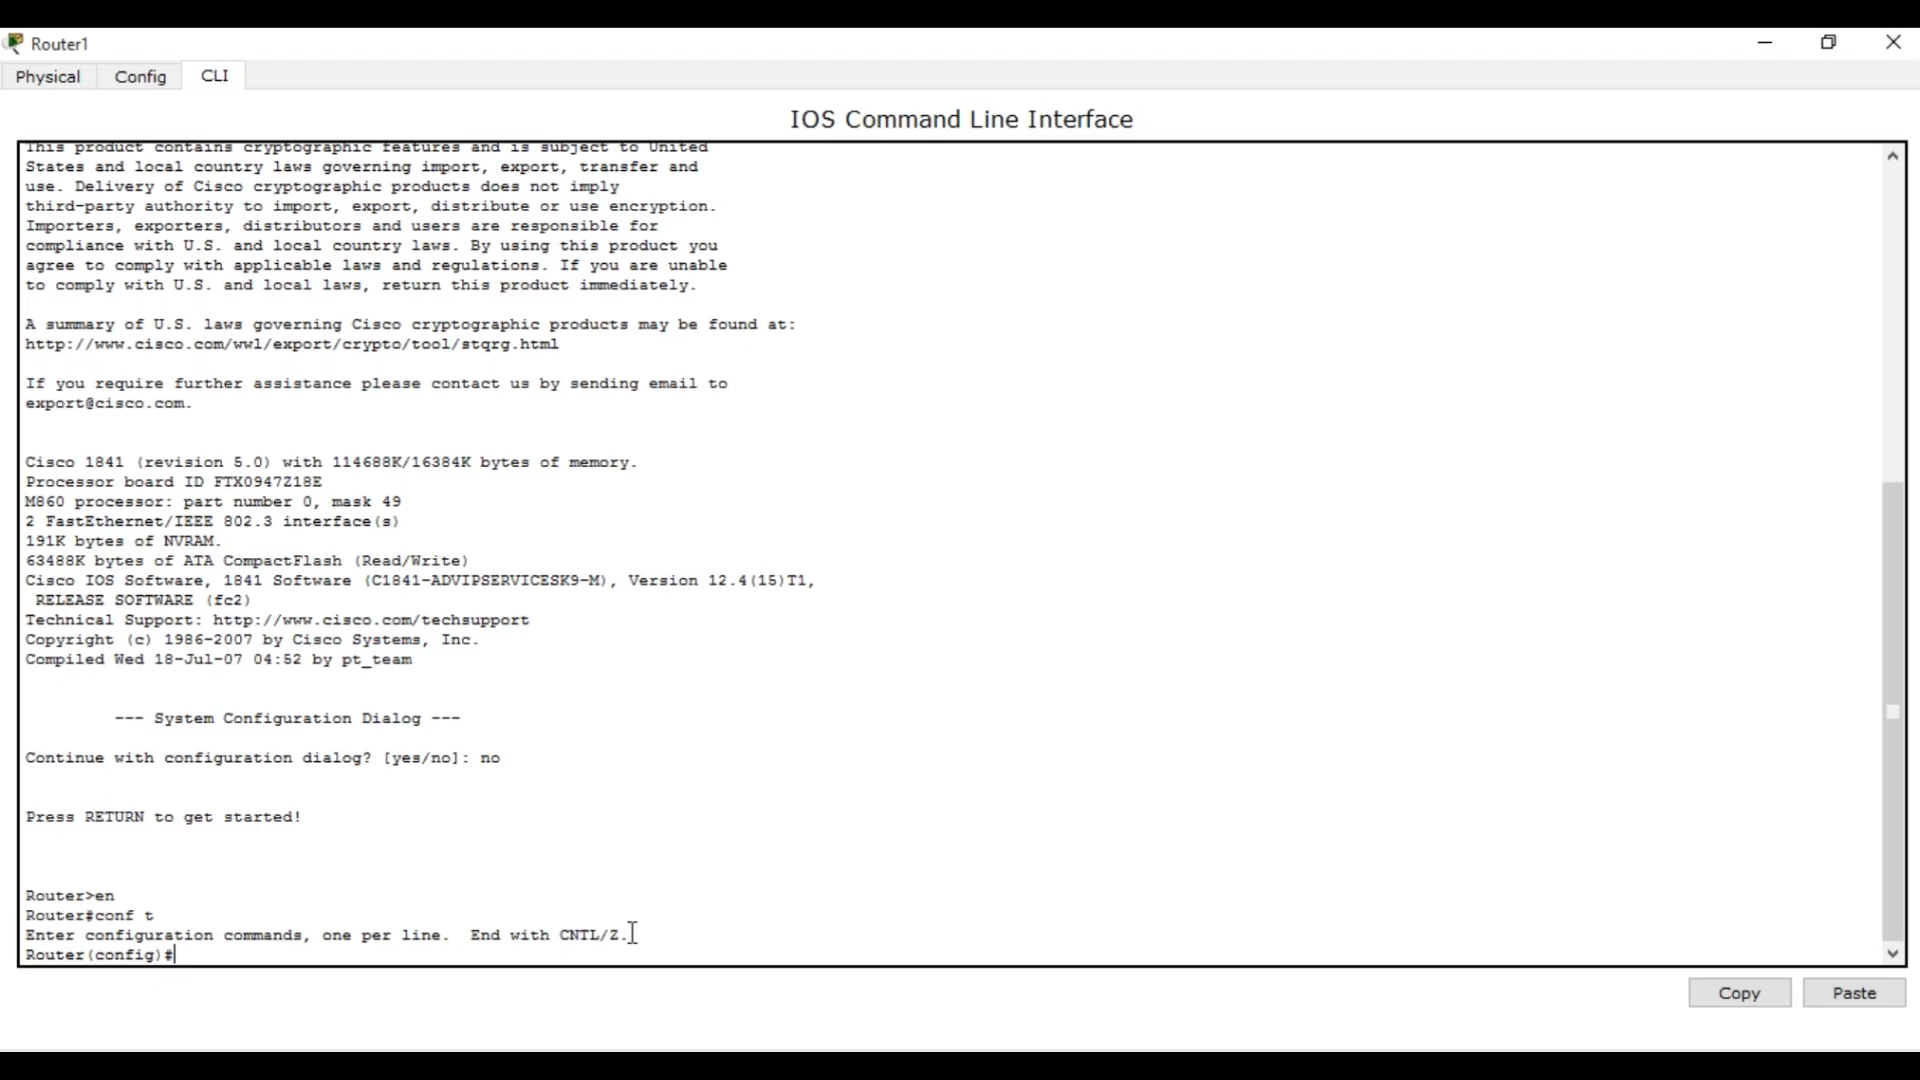 Router1
Physical Config CLI
IOS Command Line Interface
This product contains cryptographic features and is subject to United
States and local country laws governing import, export, transfer and
use. Delivery of Cisco cryptographic products does not imply
third-party authority to import, export, distribute or use encryption.
Importers, exporters, distributors and users are responsible for
compliance with U.S. and local country laws. By using this product you
agree to comply with applicable laws and regulations. If you are unable
to comply with U.S. and local laws, return this product immediately.
A summary of U.S. laws governing Cisco cryptographic products may be found at:
http://www.cisco.com/wwl/export/crypto/tool/stqrg.html
If you require further assistance please contact us by sending email to
export@cisco.com.
Cisco 1841 (revision 5.0) with 114688K/16384K bytes of memory.
Processor board ID FTX0947Z18E
M860 processor: part number 0, mask 49
2 FastEthernet/IEEE 802.3 interface(s)
191K bytes of NVRAM.
63488K bytes of ATA CompactFlash (Read/Write)
Cisco IOS Software, 1841 Software (C1841-ADVIPSERVICESK9-M), Version 12.4(15)T1,
RELEASE SOFTWARE (fc2)
Technical Support: http://www.cisco.com/techsupport
Copyright (c) 1986-2007 by Cisco Systems, Inc.
Compiled Wed 18-Jul-07 04:52 by pt_team
--- System Configuration Dialog ---
Continue with configuration dialog? [yes/no]: no
Press RETURN to get started!
Router>en
Router#conf t
Enter configuration commands, one per line.  End with CNTL/Z.
Router(config)#
Copy Paste